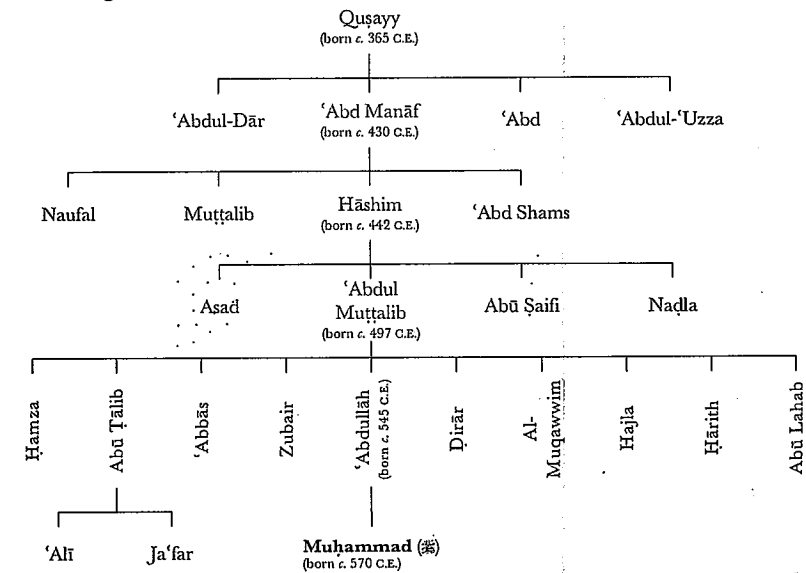 Quṣayy
(born c. 365 C.E.)
‘Abdul-Dār
‘Abd Manāf
(born c. 430 C.E.)
‘Abd
‘Abdul-‘Uzza
Naufal
Muṭṭalib
Hāshim
(born c. 442 C.E.)
‘Abd Shams
Asad
‘Abdul
Muṭṭalib
(born c. 497 C.E.)
Abū Ṣaifi
Naḍla
Ḥamza
Abū Ṭālib
‘Abbās
Zubair
‘Abdullāh
(born c. 545 C.E.)
Ḍirār
Al-
Muqawwim
Hajla
Ḥārith
Abū Lahab
‘Alī
Ja‘far
Muḥammad (ﷺ)
(born c. 570 C.E.)